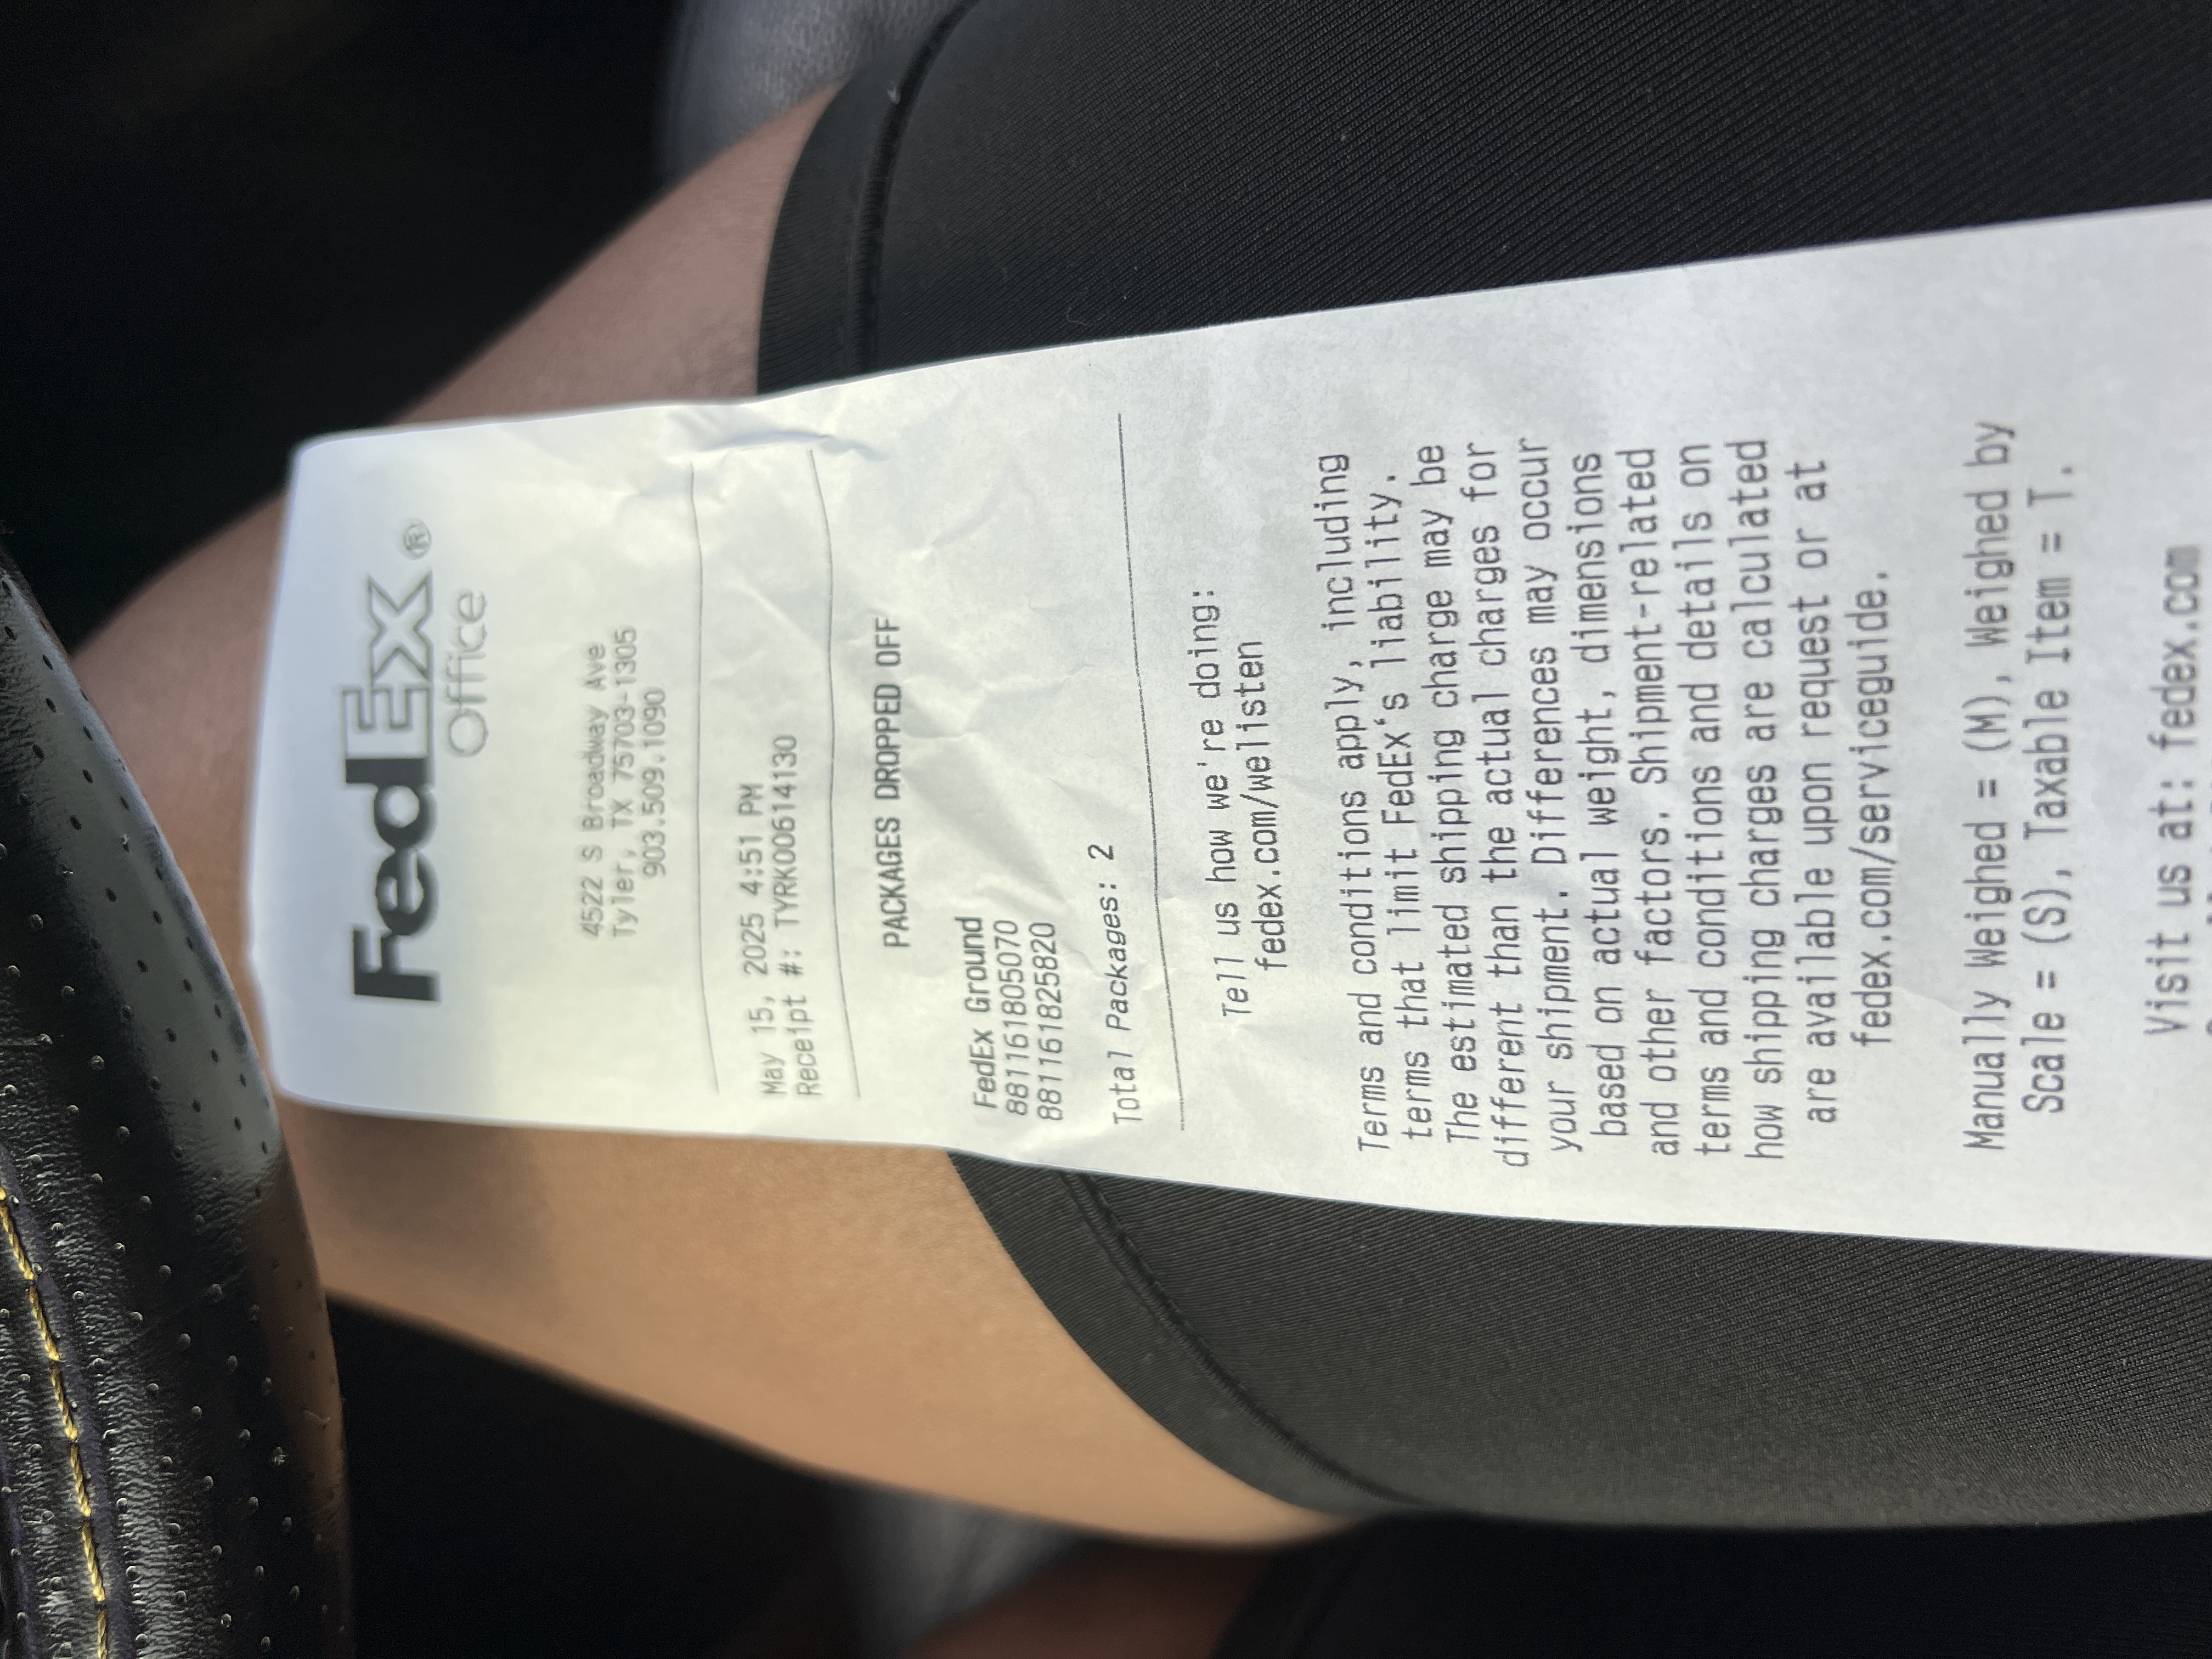 FedEx®
Office
4522 S Broadway Ave
Tyler, TX 75703-1305
903.509.1090
May 15, 2025 4:51 PM
Receipt #: TYRK00614130
PACKAGES DROPPED OFF
FedEx Ground
881161805070
881161825820
Total Packages: 2
Tell us how we're doing:
fedex.com/welisten
Terms and conditions apply, including
terms that limit FedEx's liability.
The estimated shipping charge may be
different than the actual charges for
your shipment. Differences may occur
based on actual weight, dimensions
and other factors. Shipment-related
terms and conditions and details on
how shipping charges are calculated
are available upon request or at
fedex.com/serviceguide.
Manually Weighed = (M), Weighed by
Scale = (S), Taxable Item = T.
Visit us at: fedex.com